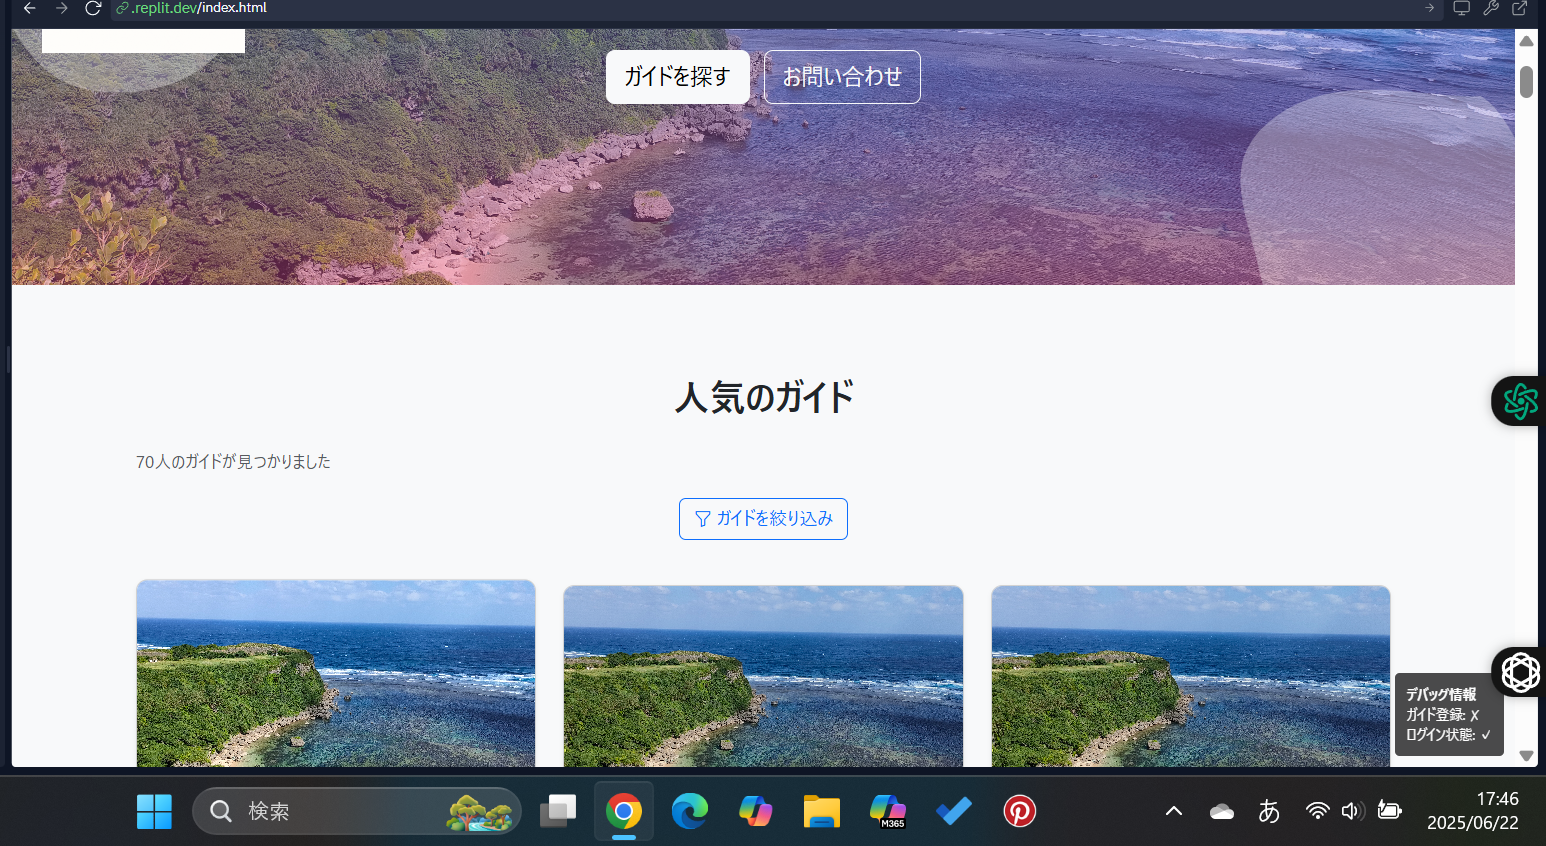 .replit.dev/index.html
ガイドを探す
お問い合わせ
人気のガイド
70人のガイドが見つかりました
ガイドを絞り込み
デバッグ情報
ガイド登録: ✗
ログイン状態: ✓
検索
M365
あ
17:46
2025/06/22